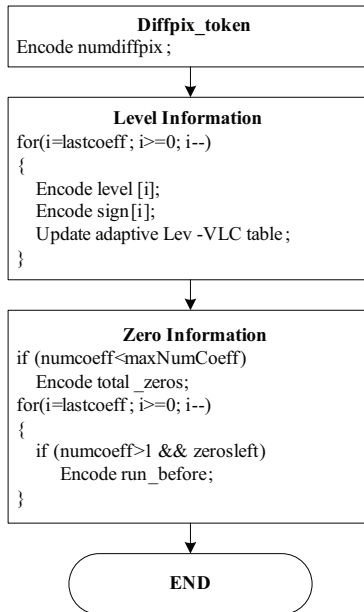 Diffpix_token
Encode numdiffpix;
Level Information
for(i=lastcoeff; i>=0; i--)
{
Encode level [i];
Encode sign[i];
Update adaptive Lev -VLC table;
}
Zero Information
if (numcoeff<maxNumCoeff)
Encode total _zeros;
for(i=lastcoeff; i>=0; i--)
{
if (numcoeff>1 && zerosleft)
Encode run_before;
}
END